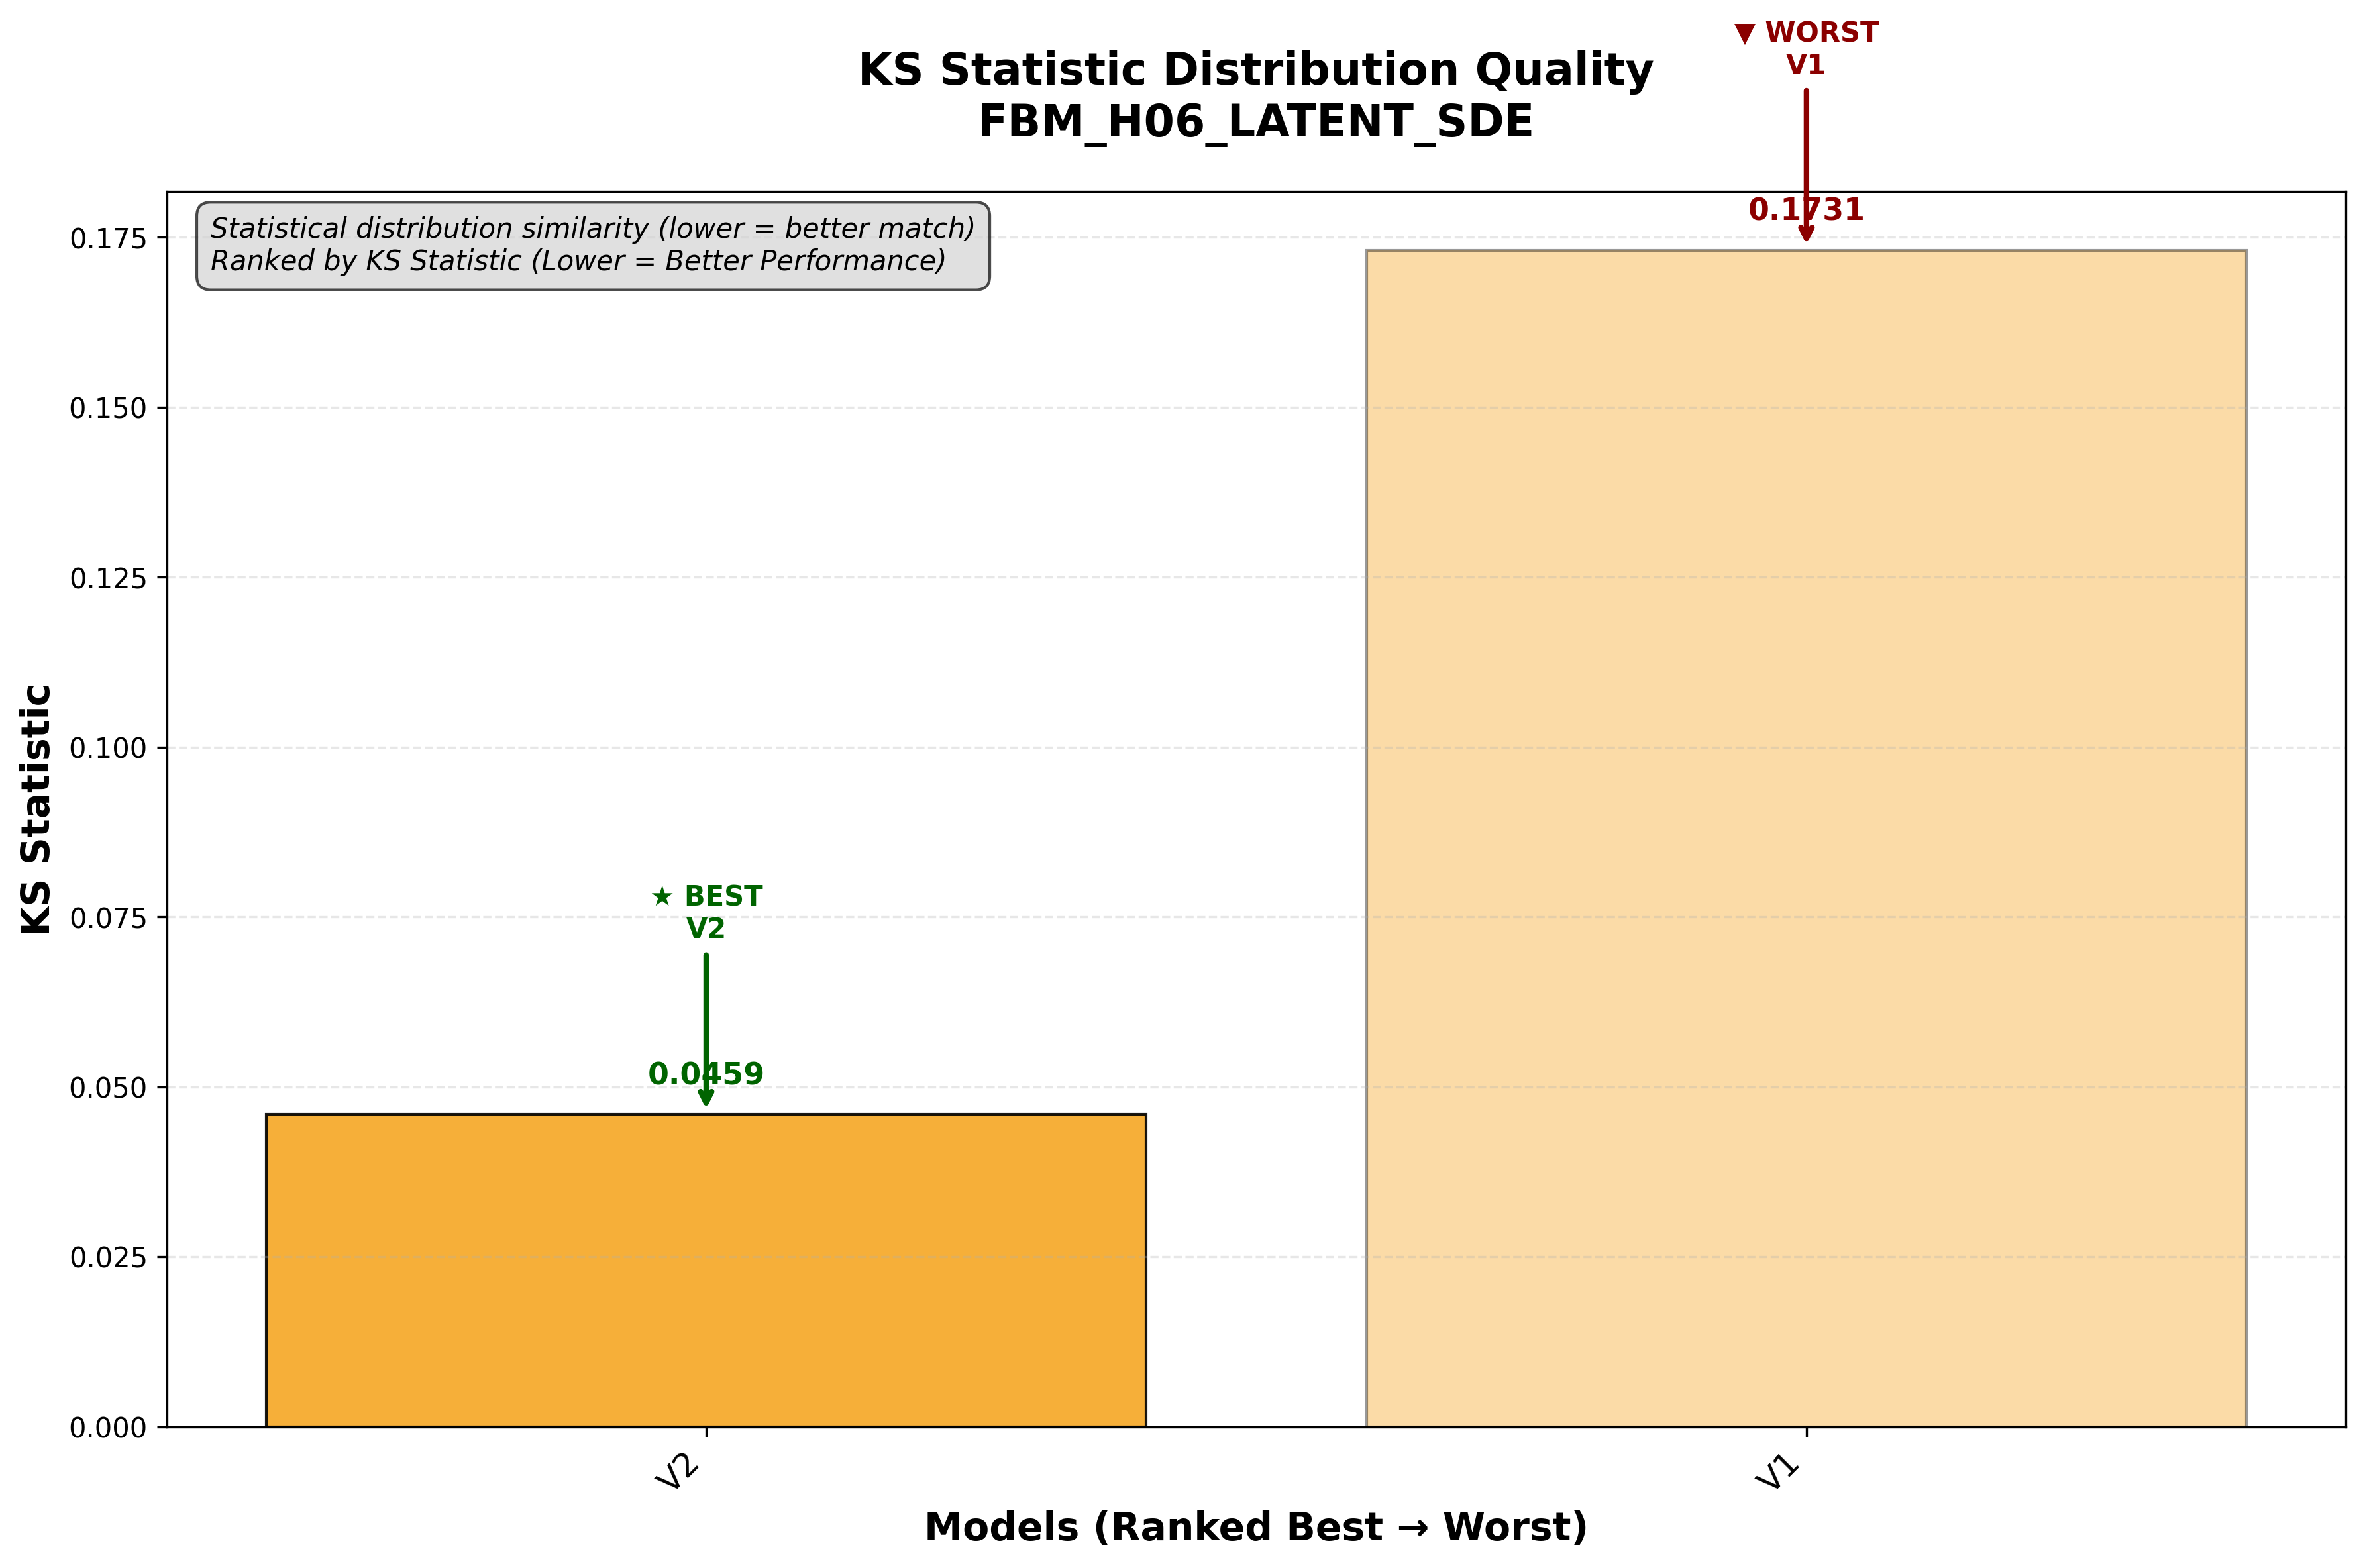 ▼ WORST
V1
KS Statistic Distribution Quality
FBM_H06_LATENT_SDE
Statistical distribution similarity (lower = better match)
Ranked by KS Statistic (Lower = Better Performance)
0.1731
0.175
0.150
0.125
0.100
0.075
0.050
0.025
0.000
KS Statistic
★ BEST
V2
0.0459
V2
V1
Models (Ranked Best → Worst)